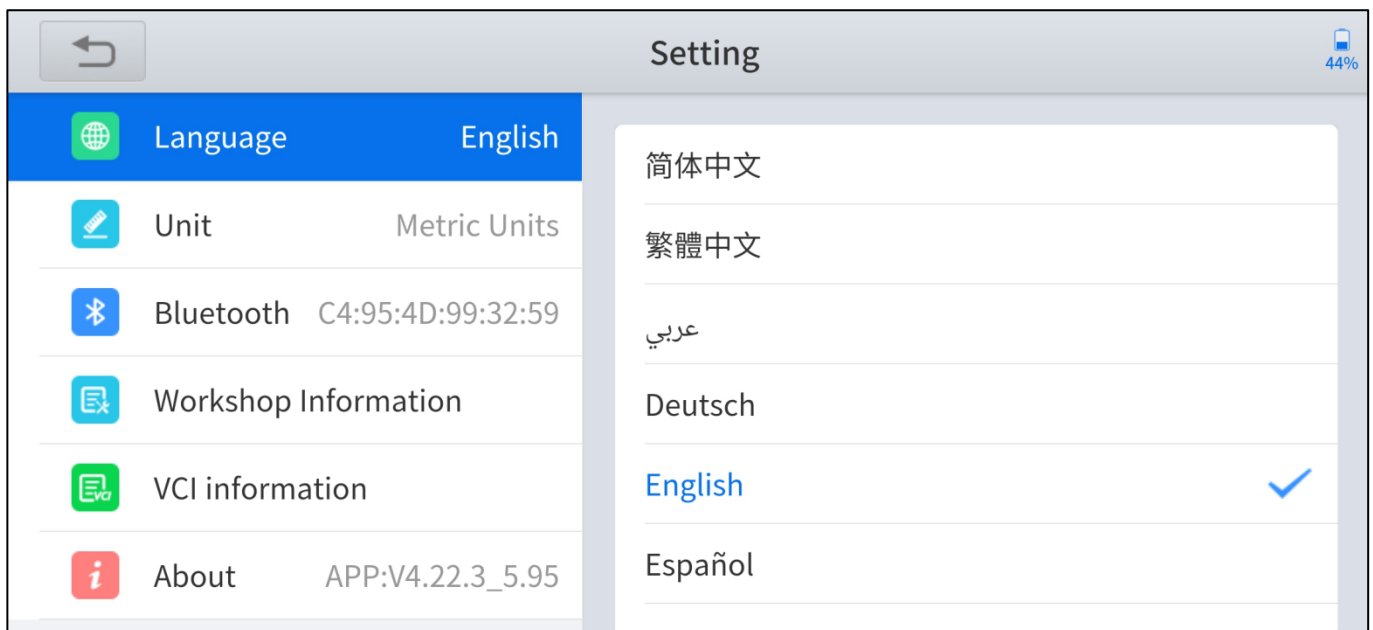 Setting
44%
Language English
Unit Metric Units
Bluetooth C4:95:4D:99:32:59
Workshop Information
VCI information
About APP:V4.22.3_5.95
简体中文
繁體中文
عربي
Deutsch
English
Español